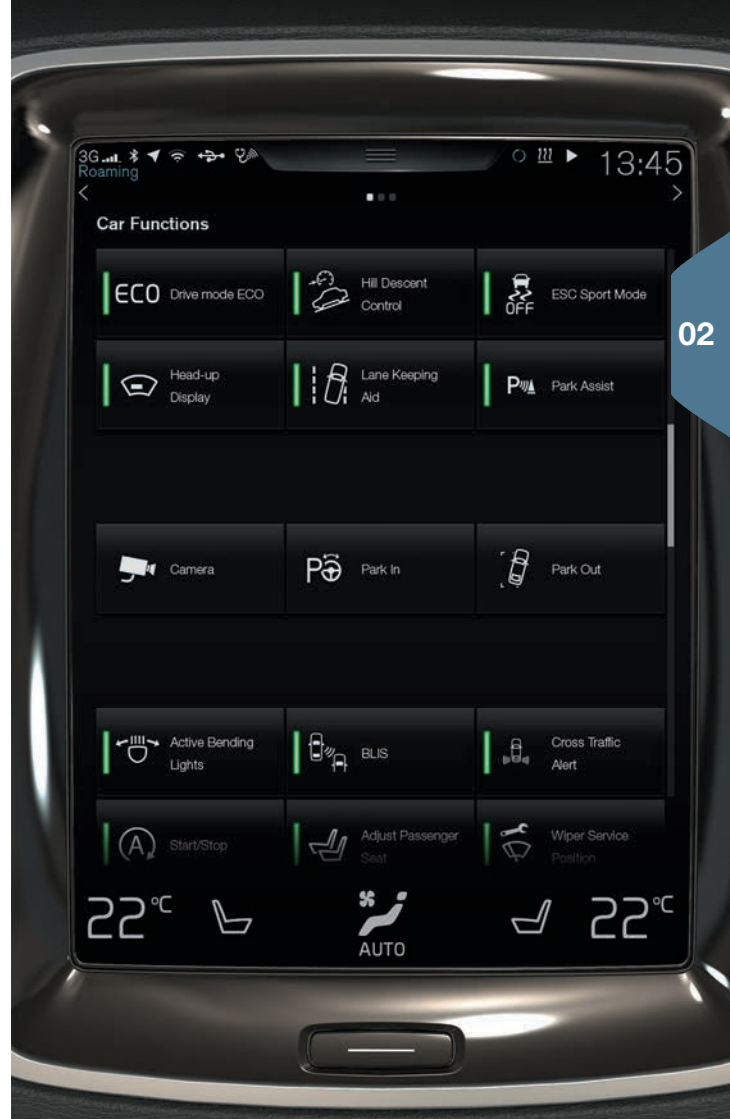 3G
Roaming
13:45
Car Functions
ECO Drive mode ECO
Hill Descent
Control
OFF
ESC Sport Mode
02
Head-up
Display
Lane Keeping
Aid
P Park Assist
Camera
P Park In
Park Out
Active Bending
Lights
BLIS
Cross Traffic
Alert
A Start/Stop
Adjust Passenger
Seat
Wiper Service
Position
22°C
AUTO
22°C